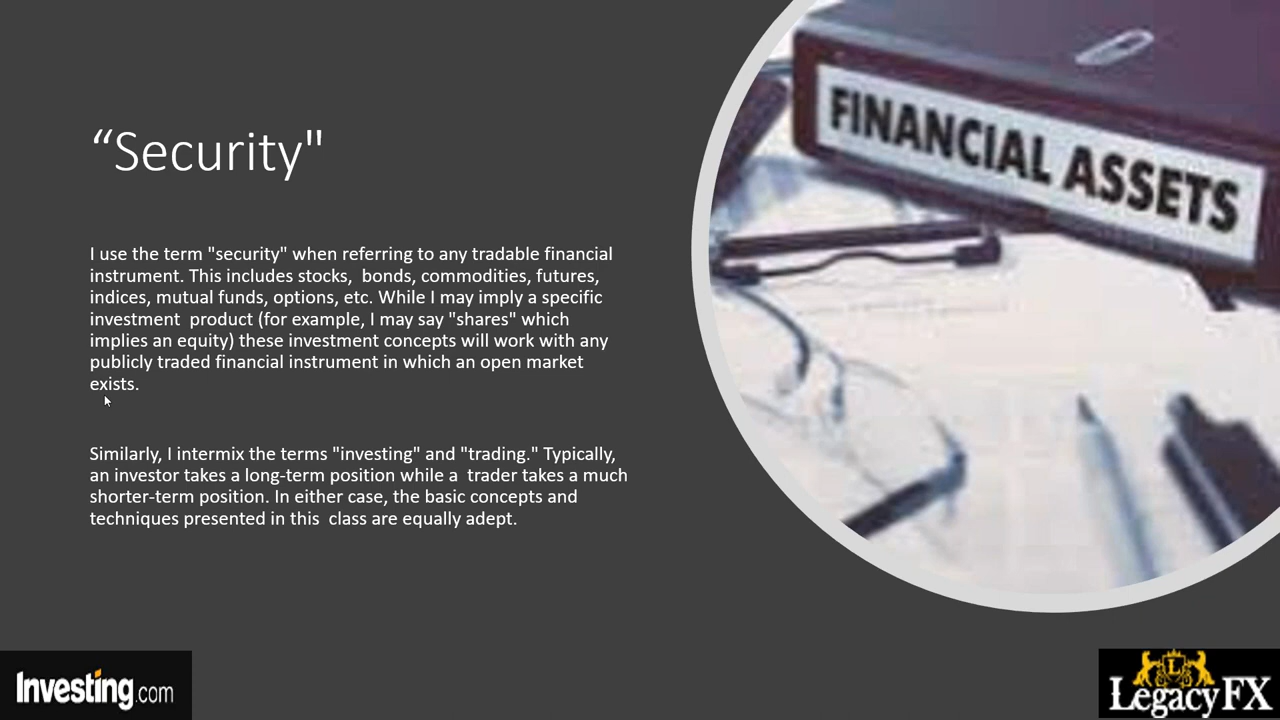 “Security"
I use the term "security" when referring to any tradable financial
instrument. This includes stocks,  bonds, commodities, futures,
indices, mutual funds, options, etc. While I may imply a specific
investment  product (for example, I may say "shares" which
implies an equity) these investment concepts will work with any
publicly traded financial instrument in which an open market
exists.
Similarly, I intermix the terms "investing" and "trading." Typically,
an investor takes a long-term position while a  trader takes a much
shorter-term position. In either case, the basic concepts and
techniques presented in this  class are equally adept.
FINANCIAL ASSETS
Investing.com
L
LegacyFX